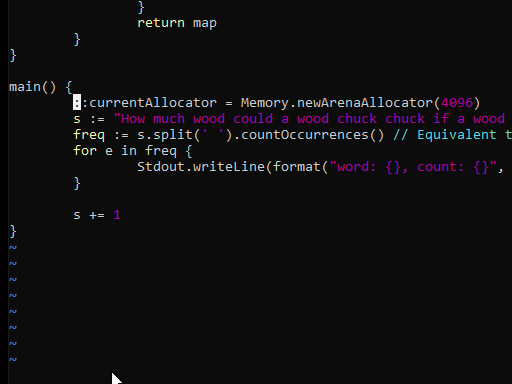 }
return map
}
}
main() {
::currentAllocator = Memory.newArenaAllocator(4096)
s := "How much wood could a wood chuck chuck if a wood
freq := s.split(' ').countOccurrences() // Equivalent t
for e in freq {
Stdout.writeLine(format("word: {}, count: {}",
}
s += 1
}
~
~
~
~
~
~
~
~